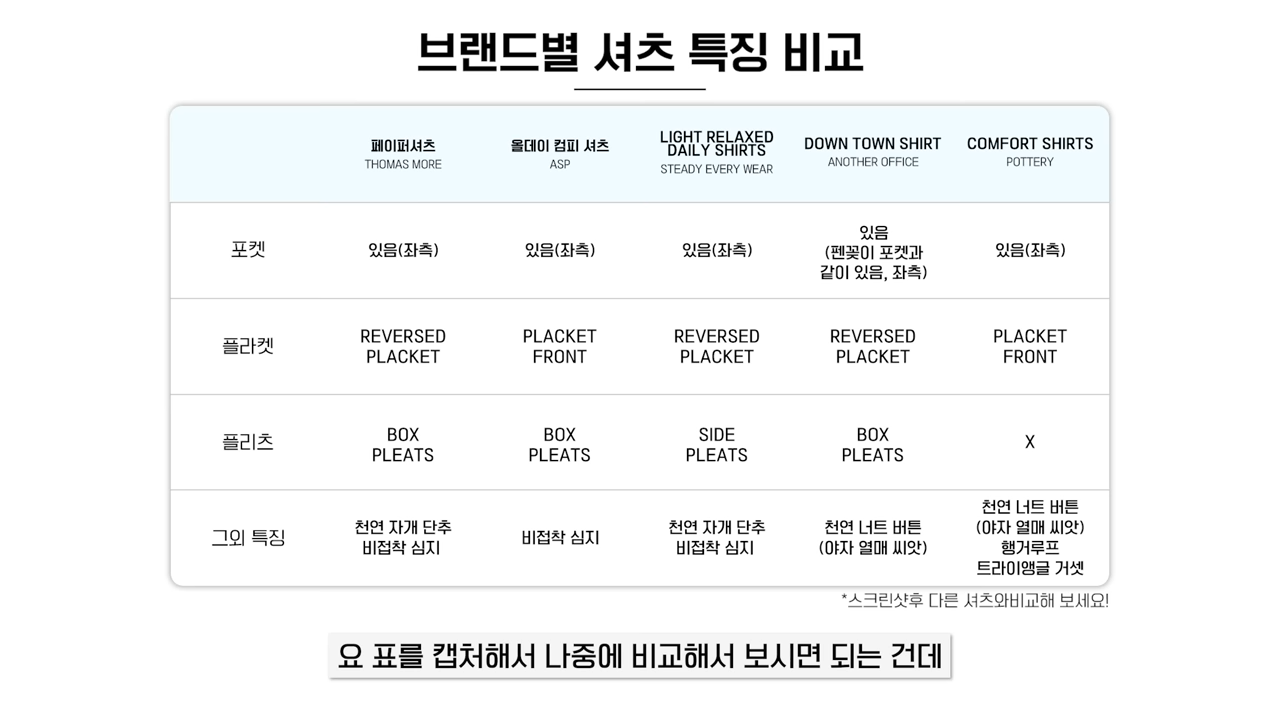 브랜드별 셔츠 특징 비교
페이퍼셔츠
THOMAS MORE
올데이 컴피 셔츠
ASP
LIGHT RELAXED
DAILY SHIRTS
STEADY EVERY WEAR
DOWN TOWN SHIRT
ANOTHER OFFICE
COMFORT SHIRTS
POTTERY
포켓
있음(좌측)
있음(좌측)
있음(좌측)
있음
(펜꽂이 포켓과
같이 있음, 좌측)
있음(좌측)
플라켓
REVERSED
PLACKET
PLACKET
FRONT
REVERSED
PLACKET
REVERSED
PLACKET
PLACKET
FRONT
플리츠
BOX
PLEATS
BOX
PLEATS
SIDE
PLEATS
BOX
PLEATS
X
그외 특징
천연 자개 단추
비접착 심지
비접착 심지
천연 자개 단추
비접착 심지
천연 너트 버튼
(야자 열매 씨앗)
천연 너트 버튼
(야자 열매 씨앗)
행거루프
트라이앵글 거셋
*스크린샷후 다른 셔츠와비교해 보세요!
요 표를 캡처해서 나중에 비교해서 보시면 되는 건데